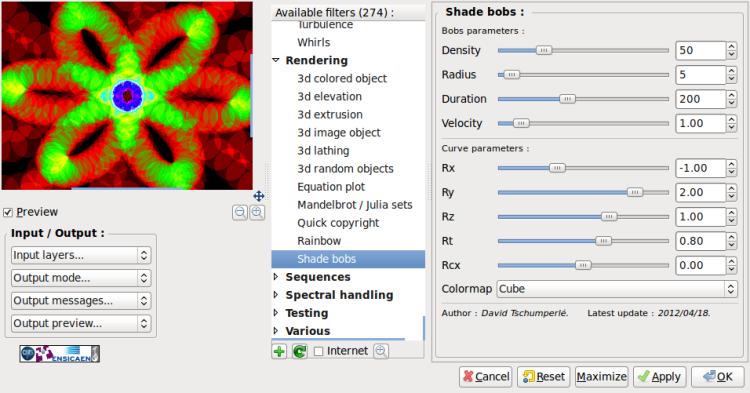 Preview
Input / Output :
Input layers...
Output mode...
Output messages...
Output preview...
ENSICAEN
Available filters (274) :
Turbulence
Whirls
Rendering
3d colored object
3d elevation
3d extrusion
3d image object
3d lathing
3d random objects
Equation plot
Mandelbrot / Julia sets
Quick copyright
Rainbow
Shade bobs
Sequences
Spectral handling
Testing
Various
Internet
Shade bobs :
Bobs parameters :
Density 50
Radius 5
Duration 200
Velocity 1.00
Curve parameters :
Rx -1.00
Ry 2.00
Rz 1.00
Rt 0.80
Rcx 0.00
Colormap Cube
Author : David Tschumperlé. Latest update : 2012/04/18.
Cancel Reset Maximize Apply OK